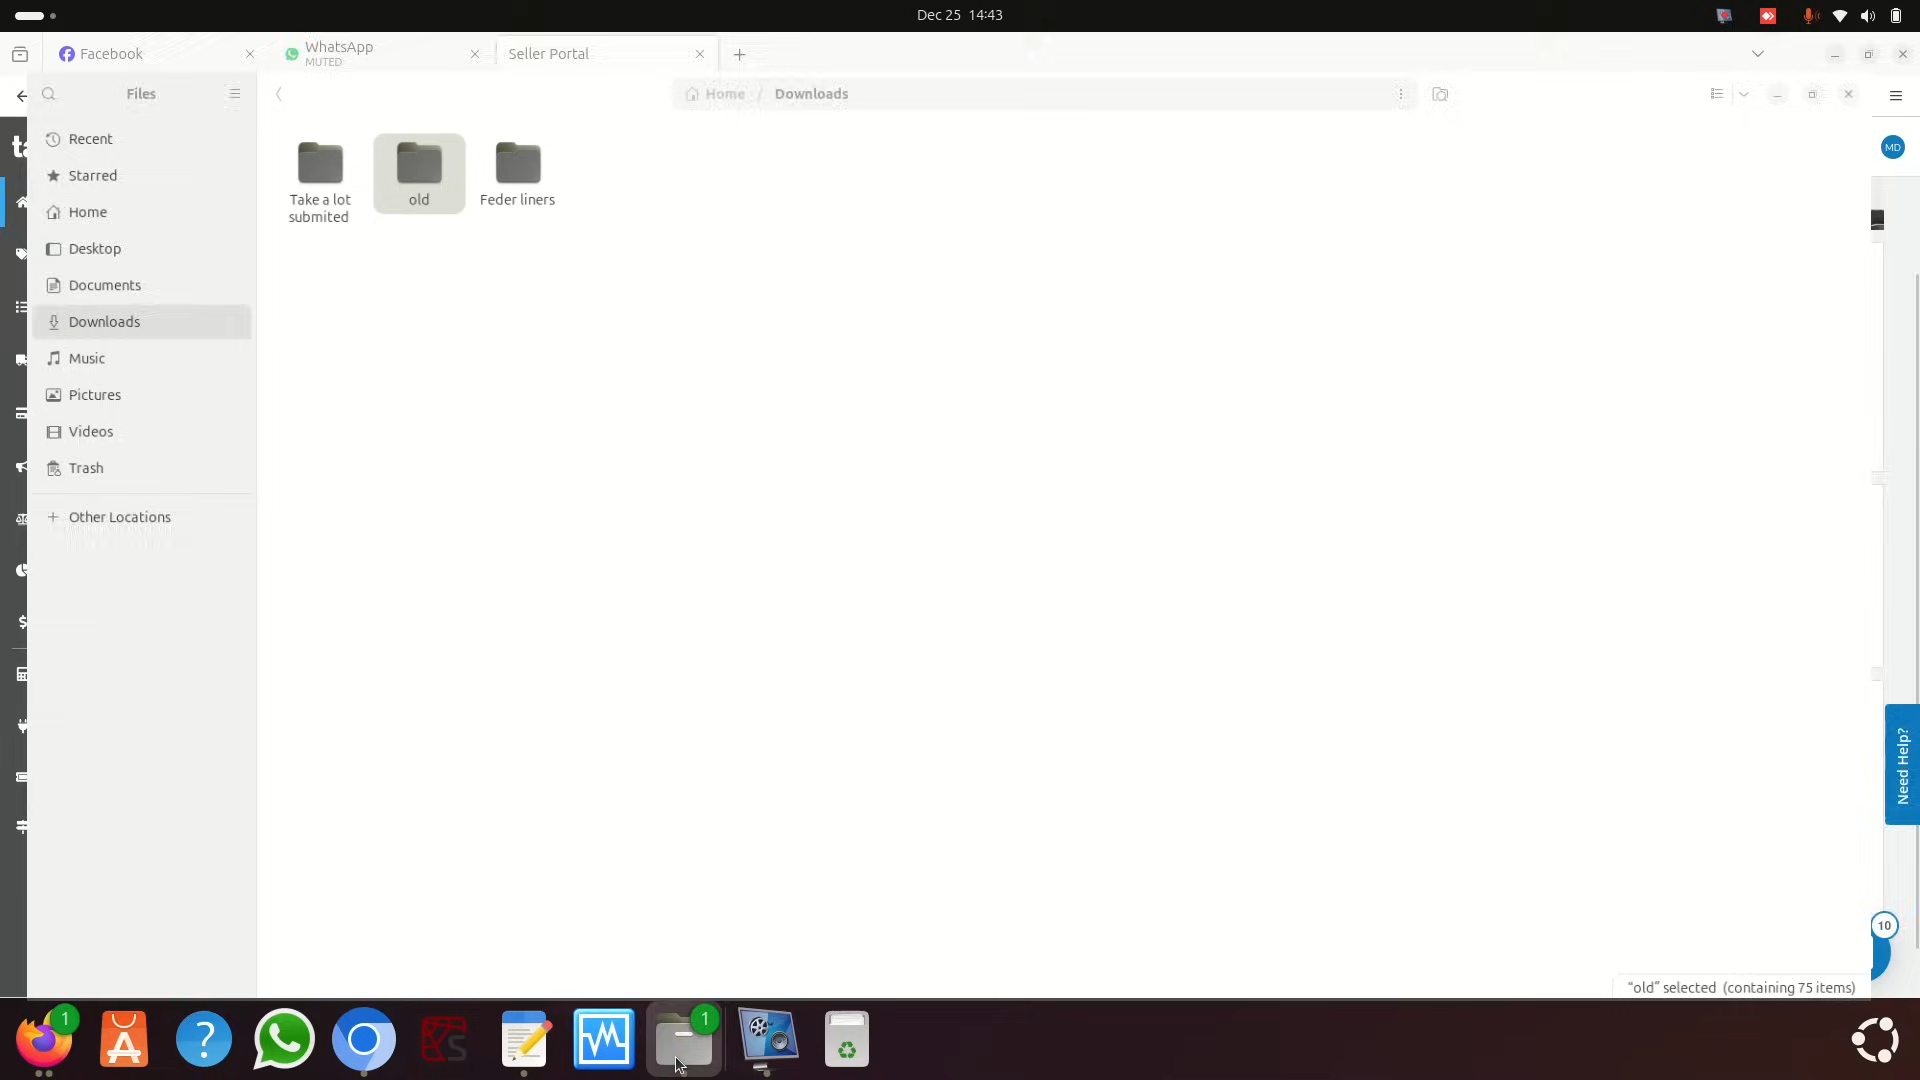 Dec 25 14:43
Facebook
WhatsApp
MUTED
Seller Portal
Files
Home / Downloads
MD
Recent
Starred
Home
Desktop
Documents
Downloads
Music
Pictures
Videos
Trash
Other Locations
Take a lot
submited
old
Feder liners
Need Help?
10
"old" selected (containing 75 items)
1
1